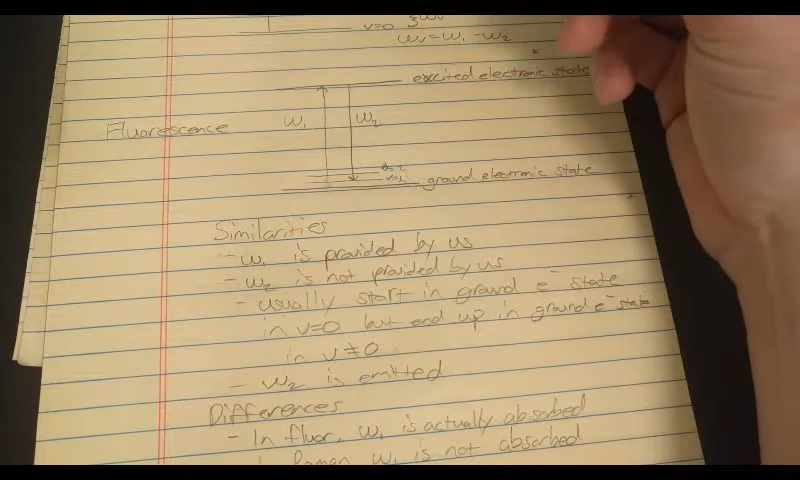 v=0
ωv=ω1-ω2
excited electronic state
Fluorescence
ω1 ω2
v=2
v=1
ground electronic state
Similarities
- ω1 is provided by us
- ω2 is not provided by us
- usually start in ground e⁻ state
in v=0 but end up in ground e⁻ state
in v≠0
- ω2 is emitted
Differences
- In fluor, ω1 is actually absorbed
Raman ω1 is not absorbed